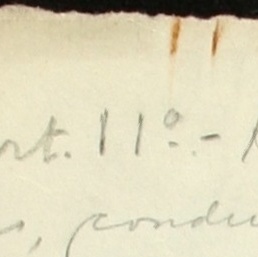 rt. 11º.-
s, condu